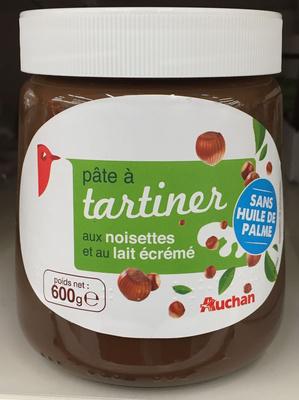 pâte à
tartiner
aux noisettes
et au lait écrémé
SANS
HUILE DE
PALME
poids net :
600g℮
Auchan